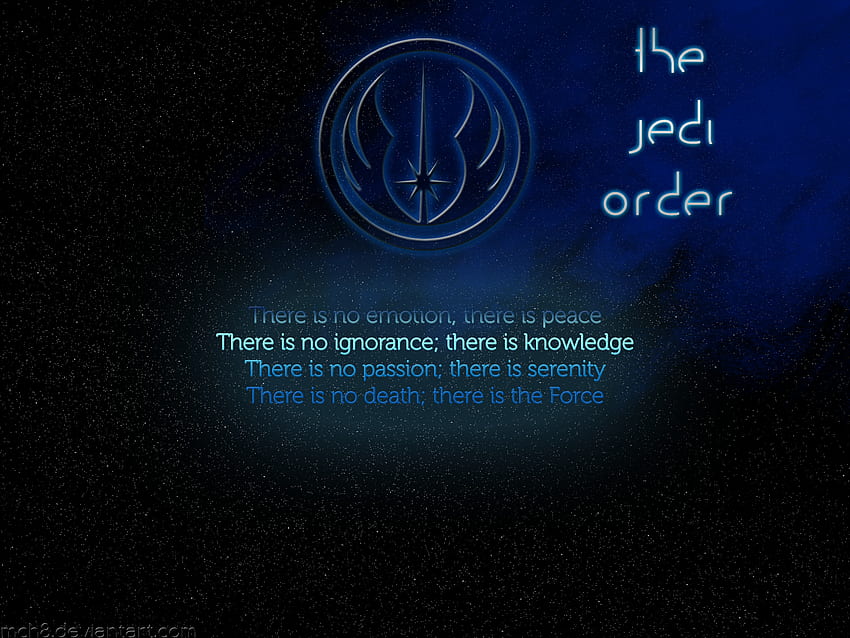 the
jedi
order
There is no emotion; there is peace
There is no ignorance; there is knowledge
There is no passion; there is serenity
There is no death; there is the Force
mch8.deviantart.com